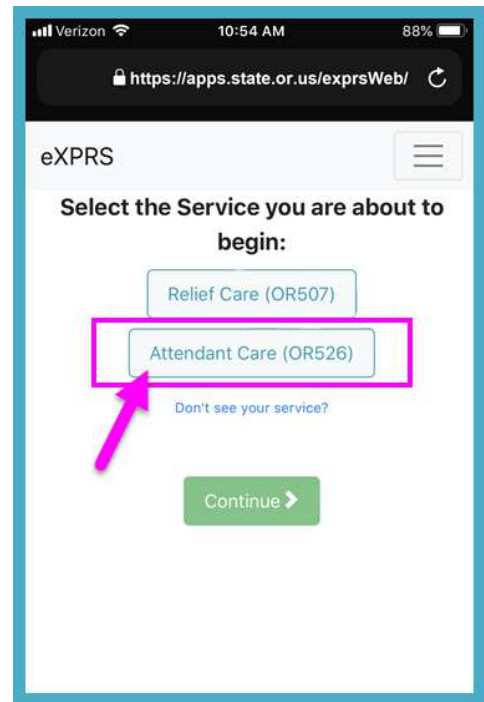 Verizon 10:54 AM 88%
https://apps.state.or.us/exprsWeb/
eXPRS
Select the Service you are about to
begin:
Relief Care (OR507)
Attendant Care (OR526)
Don't see your service?
Continue